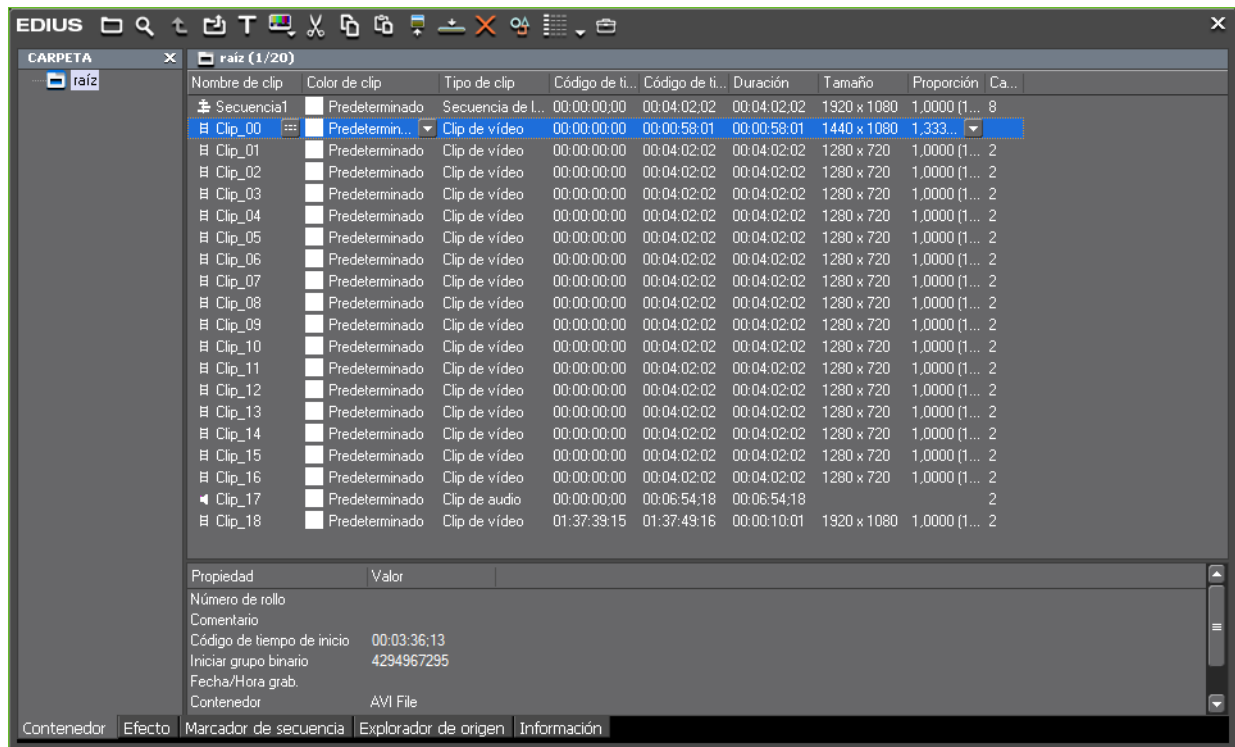 EDIUS
CARPETA
raíz (1/20)
raíz
Nombre de clip Color de clip Tipo de clip Código de ti... Código de ti... Duración Tamaño Proporción Ca...
Secuencia1 Predeterminado Secuencia de l... 00:00:00;00 00:04:02;02 00:04:02;02 1920 x 1080 1,0000 (1... 8
Clip_00 Predetermin... Clip de vídeo 00:00:00:00 00:00:58:01 00:00:58:01 1440 x 1080 1,333...
Clip_01 Predeterminado Clip de vídeo 00:00:00:00 00:04:02:02 00:04:02:02 1280 x 720 1,0000 (1... 2
Clip_02 Predeterminado Clip de vídeo 00:00:00:00 00:04:02:02 00:04:02:02 1280 x 720 1,0000 (1... 2
Clip_03 Predeterminado Clip de vídeo 00:00:00:00 00:04:02:02 00:04:02:02 1280 x 720 1,0000 (1... 2
Clip_04 Predeterminado Clip de vídeo 00:00:00:00 00:04:02:02 00:04:02:02 1280 x 720 1,0000 (1... 2
Clip_05 Predeterminado Clip de vídeo 00:00:00:00 00:04:02:02 00:04:02:02 1280 x 720 1,0000 (1... 2
Clip_06 Predeterminado Clip de vídeo 00:00:00:00 00:04:02:02 00:04:02:02 1280 x 720 1,0000 (1... 2
Clip_07 Predeterminado Clip de vídeo 00:00:00:00 00:04:02:02 00:04:02:02 1280 x 720 1,0000 (1... 2
Clip_08 Predeterminado Clip de vídeo 00:00:00:00 00:04:02:02 00:04:02:02 1280 x 720 1,0000 (1... 2
Clip_09 Predeterminado Clip de vídeo 00:00:00:00 00:04:02:02 00:04:02:02 1280 x 720 1,0000 (1... 2
Clip_10 Predeterminado Clip de vídeo 00:00:00:00 00:04:02:02 00:04:02:02 1280 x 720 1,0000 (1... 2
Clip_11 Predeterminado Clip de vídeo 00:00:00:00 00:04:02:02 00:04:02:02 1280 x 720 1,0000 (1... 2
Clip_12 Predeterminado Clip de vídeo 00:00:00:00 00:04:02:02 00:04:02:02 1280 x 720 1,0000 (1... 2
Clip_13 Predeterminado Clip de vídeo 00:00:00:00 00:04:02:02 00:04:02:02 1280 x 720 1,0000 (1... 2
Clip_14 Predeterminado Clip de vídeo 00:00:00:00 00:04:02:02 00:04:02:02 1280 x 720 1,0000 (1... 2
Clip_15 Predeterminado Clip de vídeo 00:00:00:00 00:04:02:02 00:04:02:02 1280 x 720 1,0000 (1... 2
Clip_16 Predeterminado Clip de vídeo 00:00:00:00 00:04:02:02 00:04:02:02 1280 x 720 1,0000 (1... 2
Clip_17 Predeterminado Clip de audio 00:00:00;00 00:06:54;18 00:06:54;18 2
Clip_18 Predeterminado Clip de vídeo 01:37:39:15 01:37:49:16 00:00:10:01 1920 x 1080 1,0000 (1... 2
Propiedad Valor
Número de rollo
Comentario
Código de tiempo de inicio 00:03:36;13
Iniciar grupo binario 4294967295
Fecha/Hora grab.
Contenedor AVI File
Contenedor Efecto Marcador de secuencia Explorador de origen Información